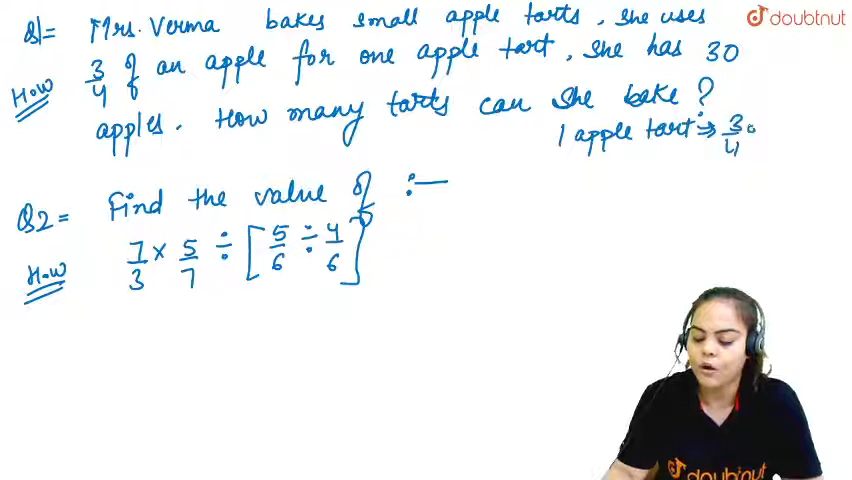 Q1= Mrs. Verma bakes small apple tarts, she uses
3/4 of an apple for one apple tart, she has 30
apples. How many tarts can she bake?
H.W
1 apple tart ⇒ 3/4
Q2= Find the value of :—
7/3 × 5/7 ÷ [5/6 ÷ 4/6]
H.W
doubtnut
doubtnut